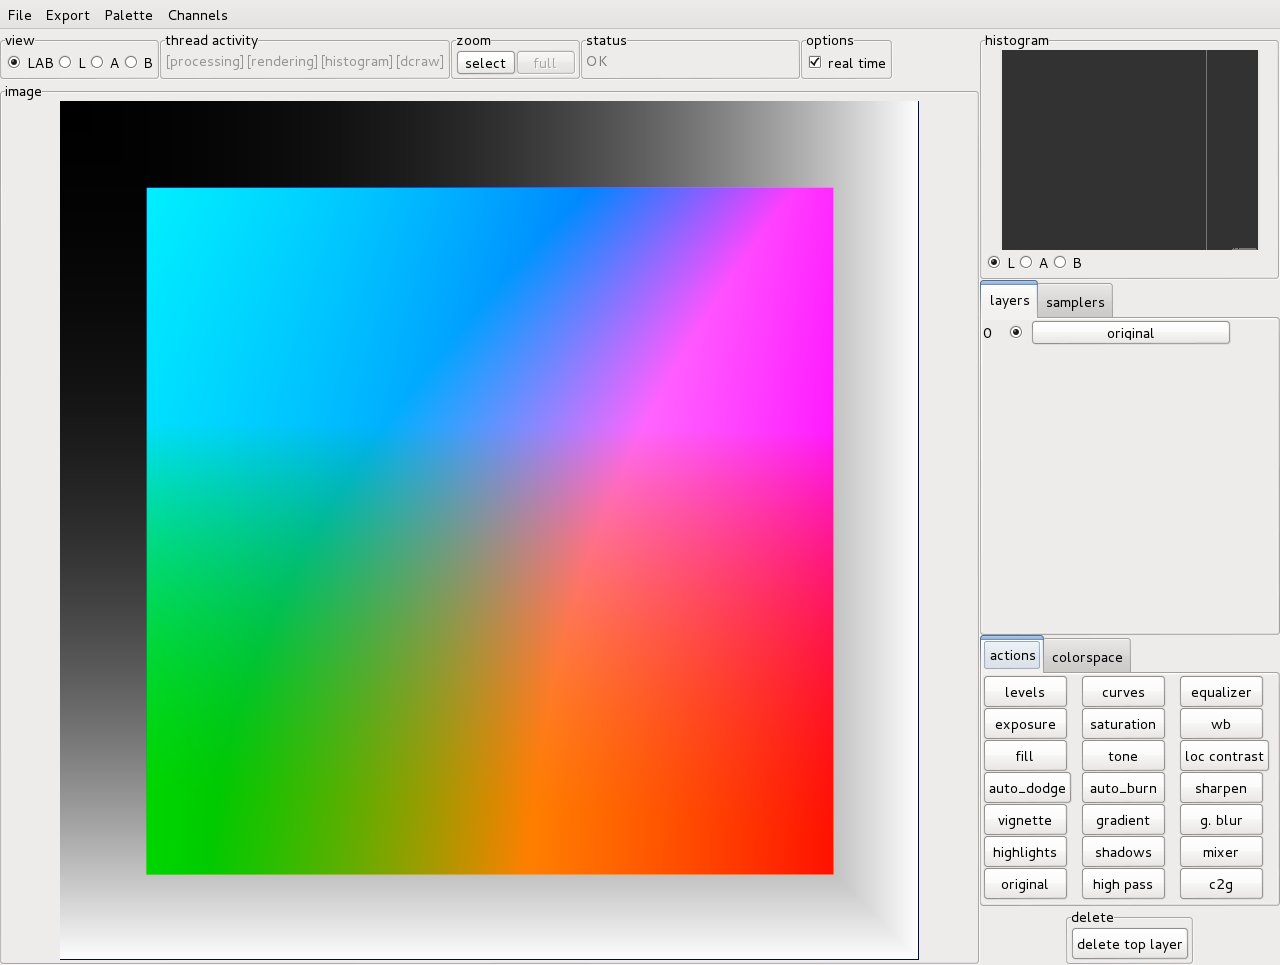 File Export Palette Channels
view thread activity zoom status options histogram
LAB L A B [processing] [rendering] [histogram] [dcraw] select full OK real time
image
L A B
layers samplers
0 original
actions colorspace
levels curves equalizer
exposure saturation wb
fill tone loc contrast
auto_dodge auto_burn sharpen
vignette gradient g. blur
highlights shadows mixer
original high pass c2g
delete
delete top layer